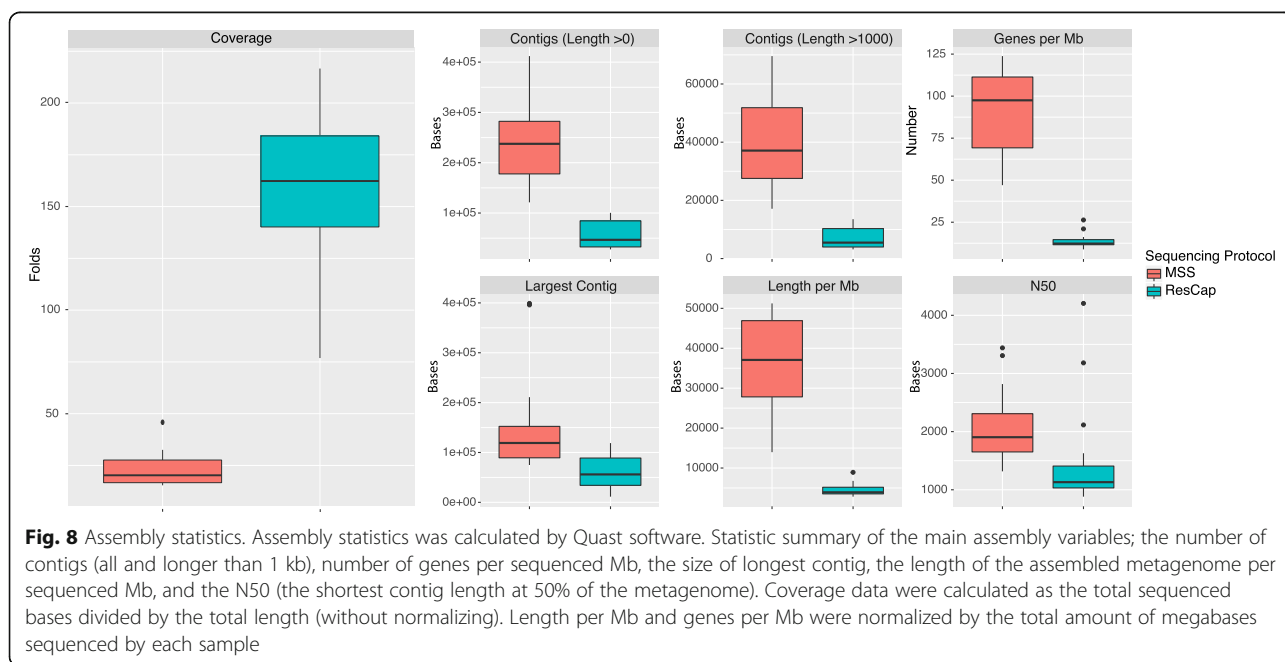 Coverage
Folds
200
150
100
50
Contigs (Length >0)
Bases
4e+05
3e+05
2e+05
1e+05
Contigs (Length >1000)
Bases
60000
40000
20000
0
Genes per Mb
Number
125
100
75
50
25
Largest Contig
Bases
4e+05
3e+05
2e+05
1e+05
0e+00
Length per Mb
Bases
50000
40000
30000
20000
10000
N50
Bases
4000
3000
2000
1000
Sequencing Protocol
MSS
ResCap
Fig. 8 Assembly statistics. Assembly statistics was calculated by Quast software. Statistic summary of the main assembly variables; the number of
contigs (all and longer than 1 kb), number of genes per sequenced Mb, the size of longest contig, the length of the assembled metagenome per
sequenced Mb, and the N50 (the shortest contig length at 50% of the metagenome). Coverage data were calculated as the total sequenced
bases divided by the total length (without normalizing). Length per Mb and genes per Mb were normalized by the total amount of megabases
sequenced by each sample